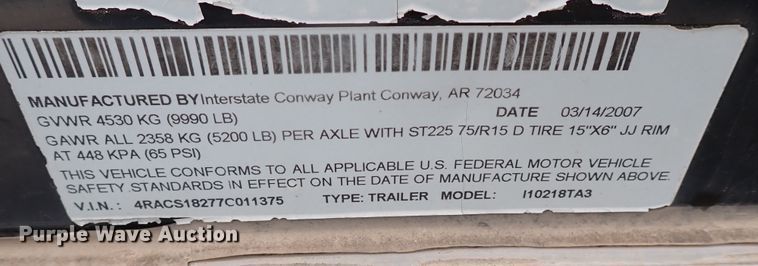 MANUFACTURED BY Interstate Conway Plant Conway, AR 72034
GVWR 4530 KG (9990 LB) DATE 03/14/2007
GAWR ALL 2358 KG (5200 LB) PER AXLE WITH ST225 75/R15 D TIRE 15"X6" JJ RIM
AT 448 KPA (65 PSI)
THIS VEHICLE CONFORMS TO ALL APPLICABLE U.S. FEDERAL MOTOR VEHICLE
SAFETY STANDARDS IN EFFECT ON THE DATE OF MANUFACTURE SHOWN ABOVE.
V.I.N.: 4RACS18277C011375 TYPE: TRAILER MODEL: I10218TA3
Purple Wave Auction